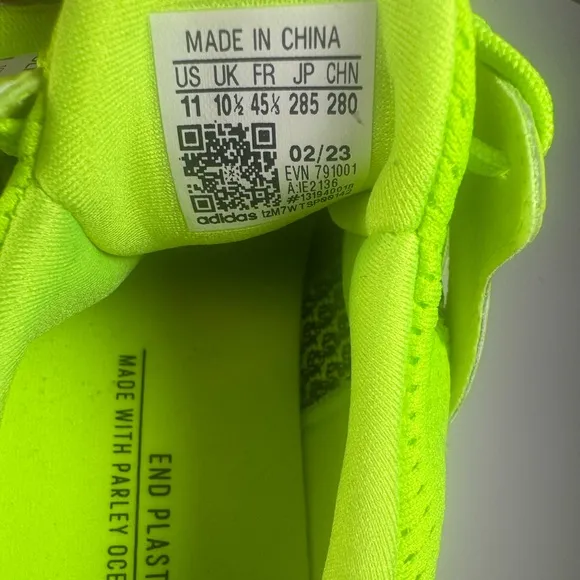 MADE IN CHINA
US UK FR JP CHN
11 10½ 45⅓ 285 280
02/23
EVN 791001
A:IE2136
adidas
END PLAST
MADE WITH PARLEY OCE